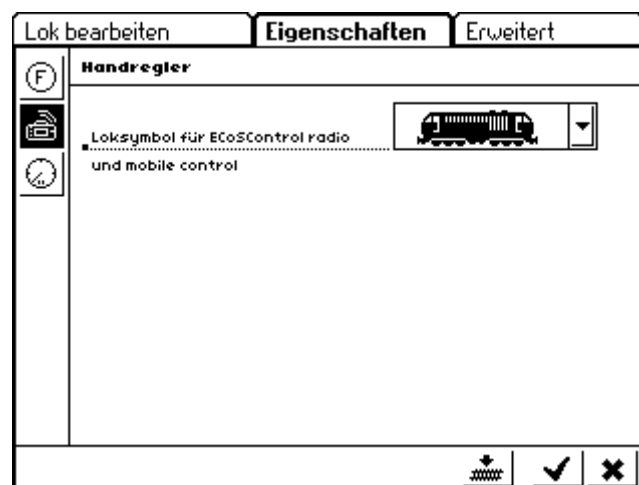 Lok bearbeiten
Eigenschaften
Erweitert
F
Handregler
Loksymbol für ECoSControl radio
und mobile control